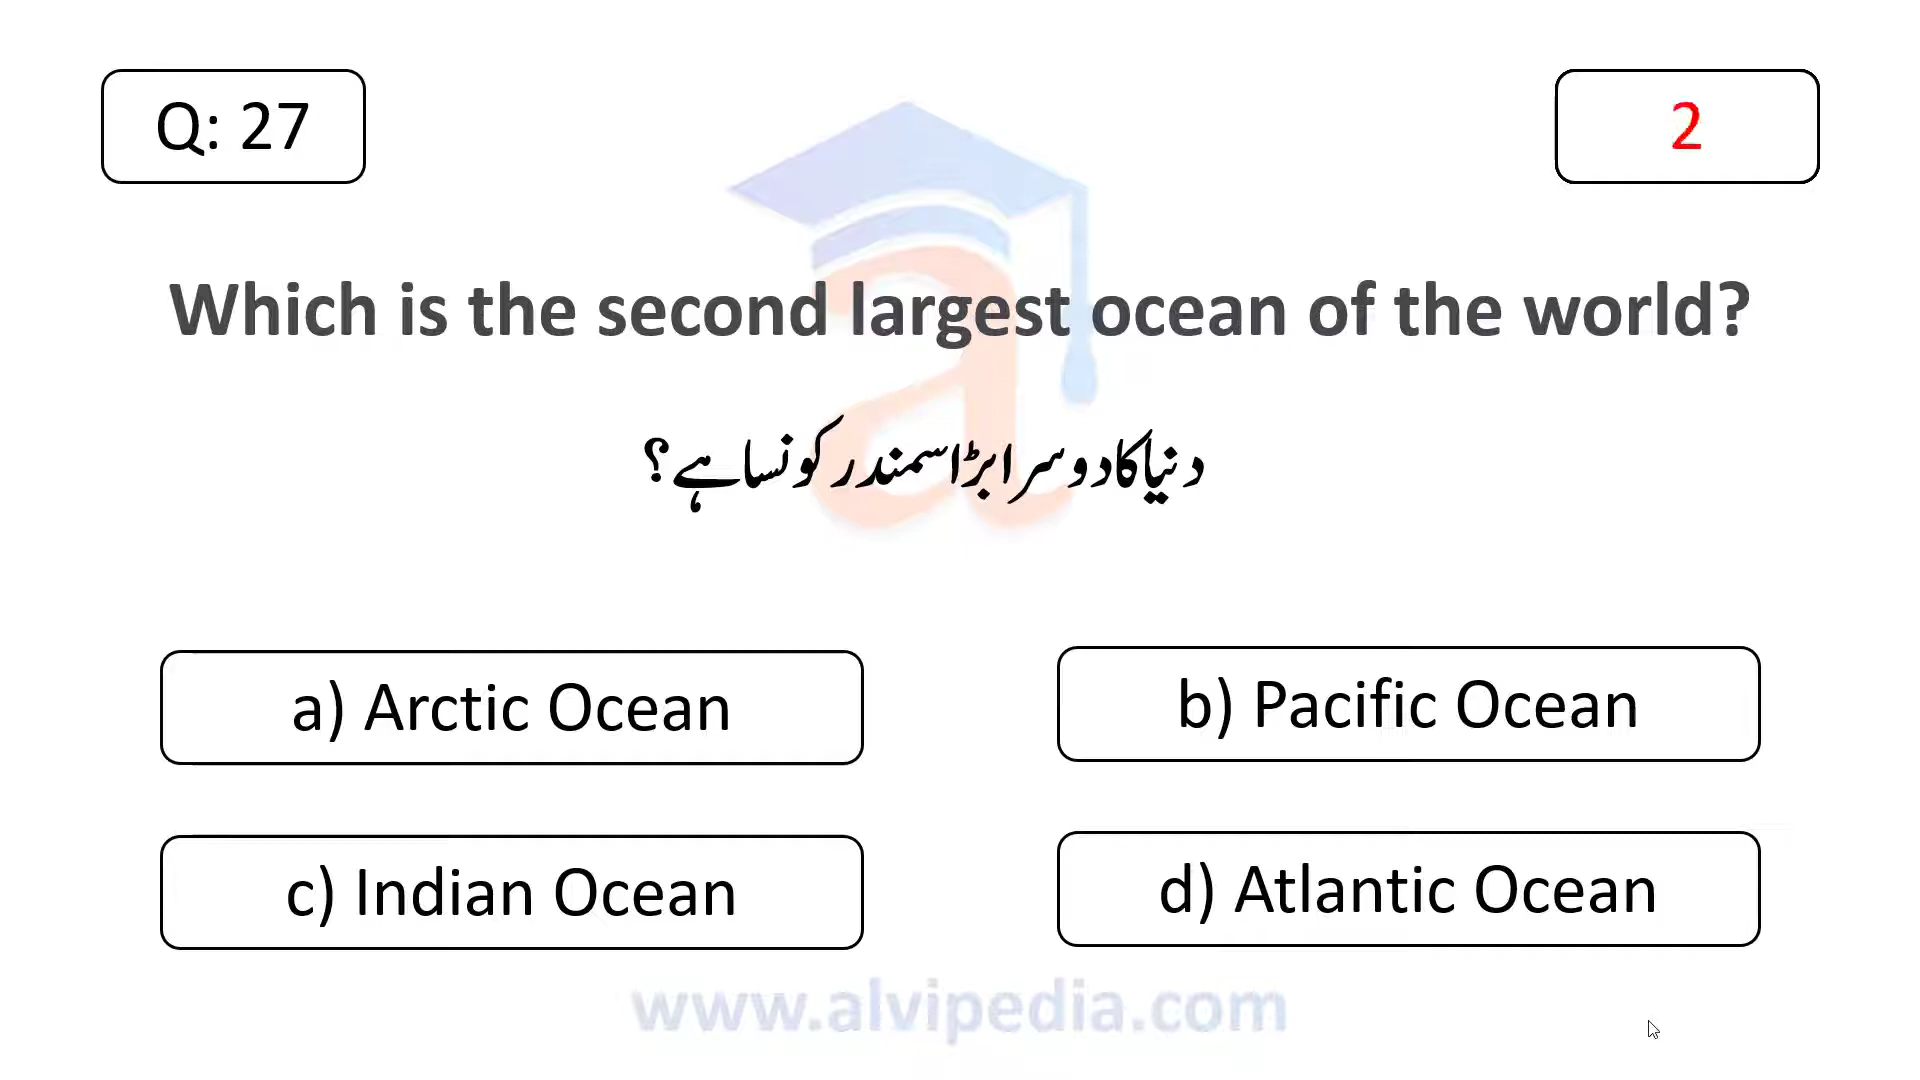 Q: 27
2
Which is the second largest ocean of the world?
دنیا کا دوسرا بڑا سمندر کونسا ہے؟
a) Arctic Ocean
b) Pacific Ocean
c) Indian Ocean
d) Atlantic Ocean
www.alvipedia.com